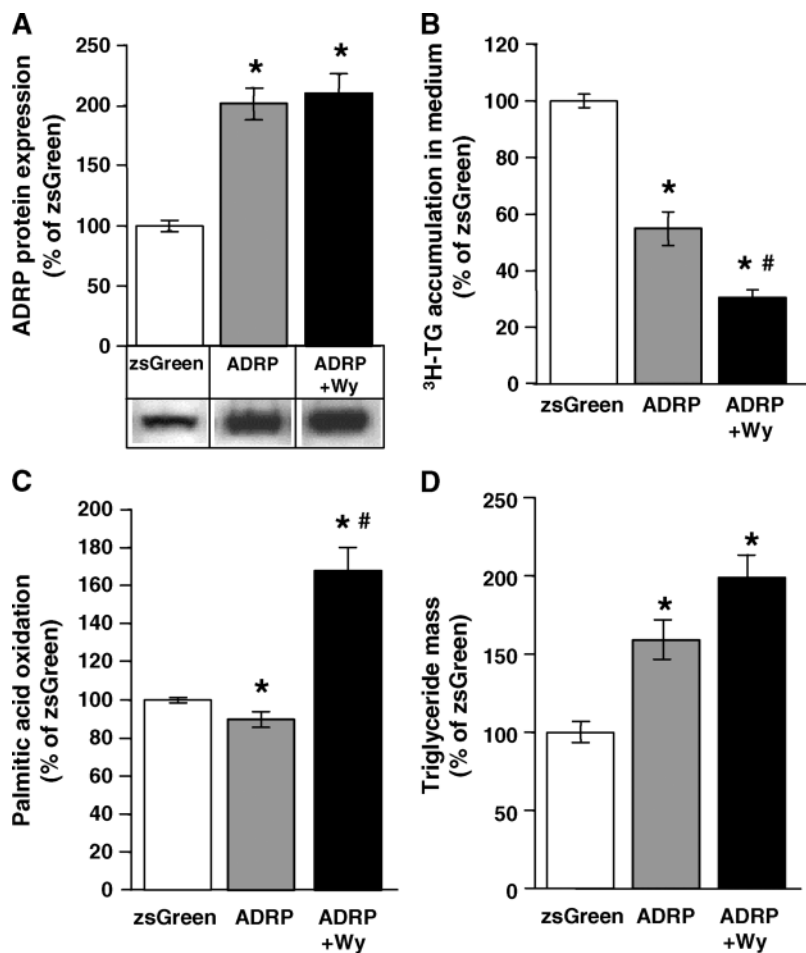 A
ADRP protein expression
(% of zsGreen)
250
200
150
100
50
0
*
*
zsGreen
ADRP
ADRP
+Wy
B
³H-TG accumulation in medium
(% of zsGreen)
120
100
80
60
40
20
0
*
* #
zsGreen
ADRP
ADRP
+Wy
C
Palmitic acid oxidation
(% of zsGreen)
200
180
160
140
120
100
80
60
40
20
0
*
* #
zsGreen
ADRP
ADRP
+Wy
D
Triglyceride mass
(% of zsGreen)
250
200
150
100
50
0
*
*
zsGreen
ADRP
ADRP
+Wy